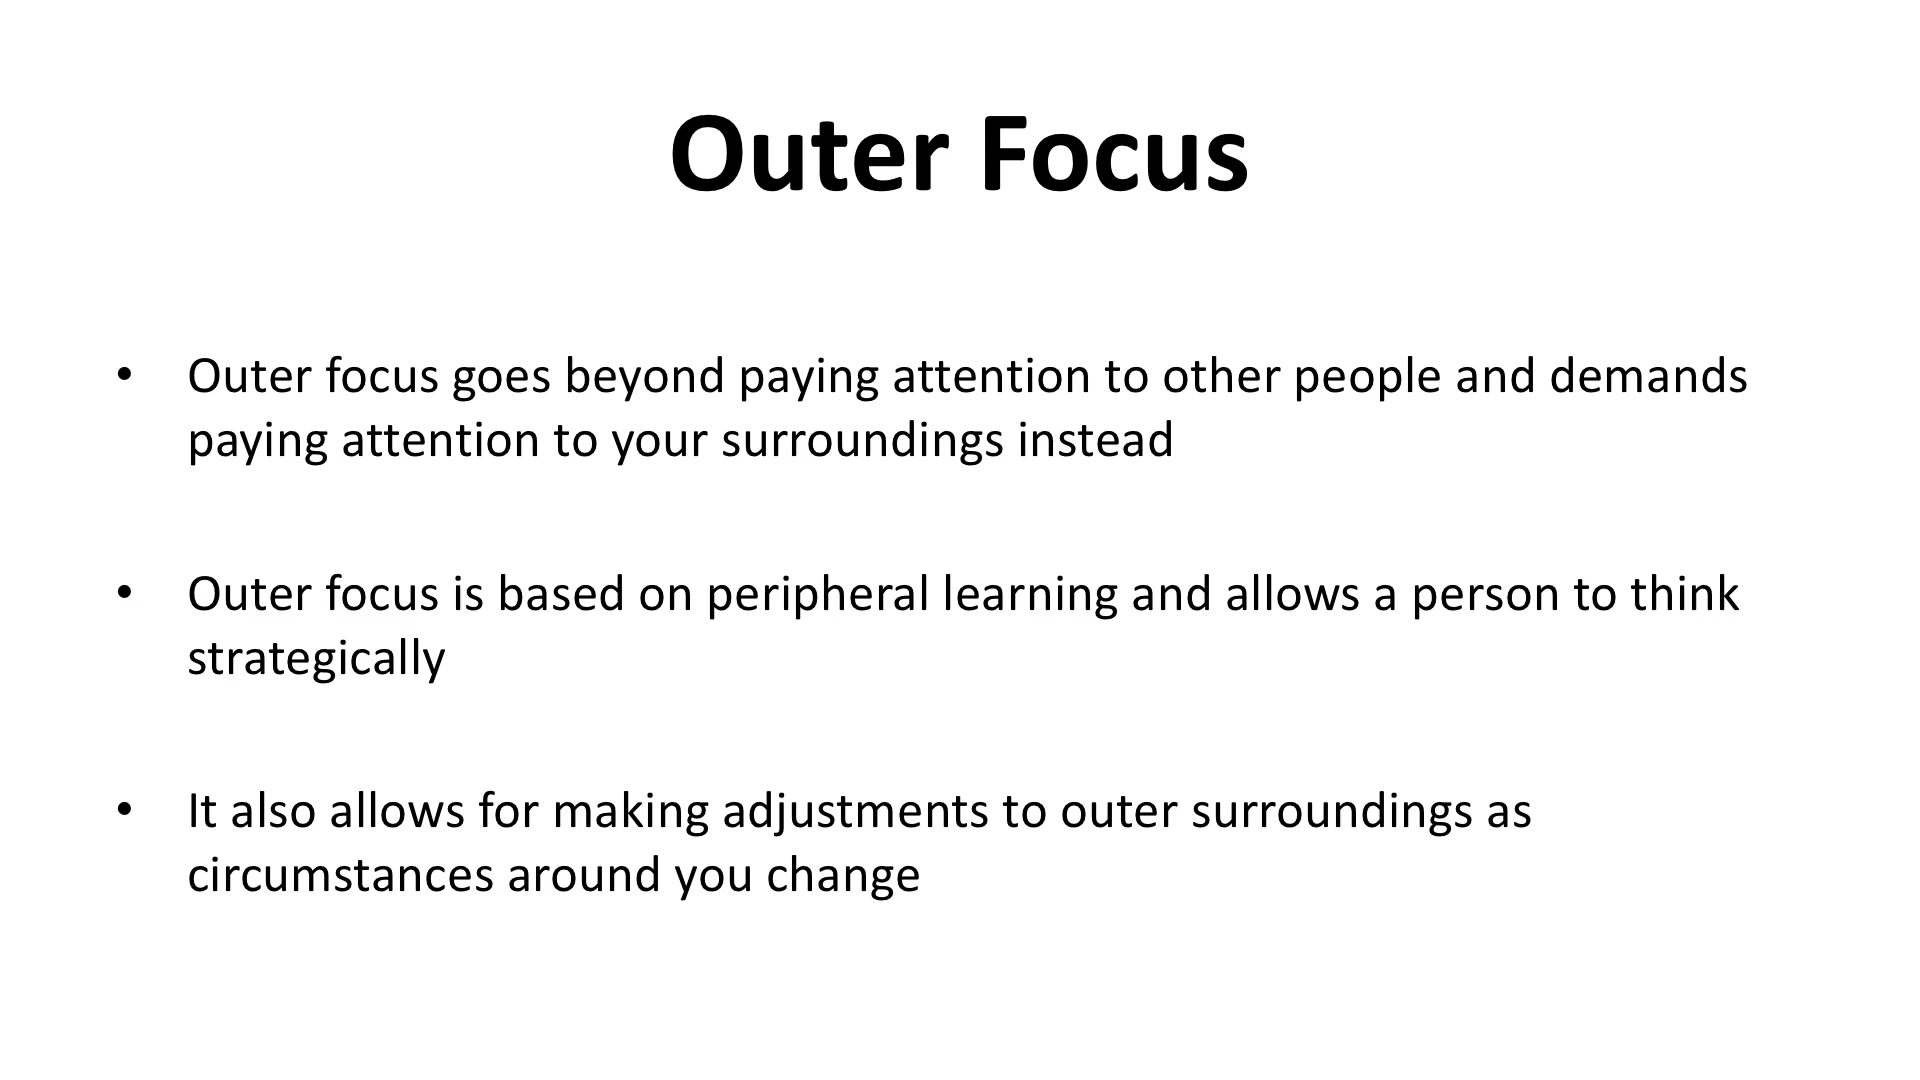 Outer Focus
• Outer focus goes beyond paying attention to other people and demands
paying attention to your surroundings instead
• Outer focus is based on peripheral learning and allows a person to think
strategically
• It also allows for making adjustments to outer surroundings as
circumstances around you change